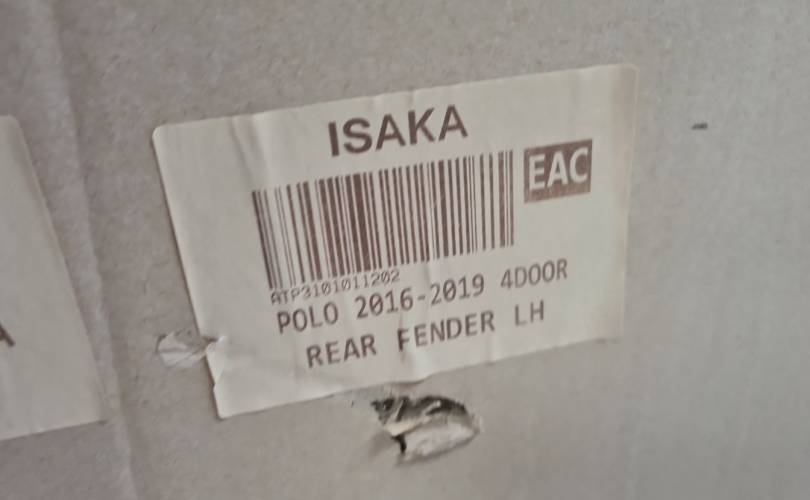 ISAKA
EAC
ATP3101011202
POLO 2016-2019 4DOOR
REAR FENDER LH
A